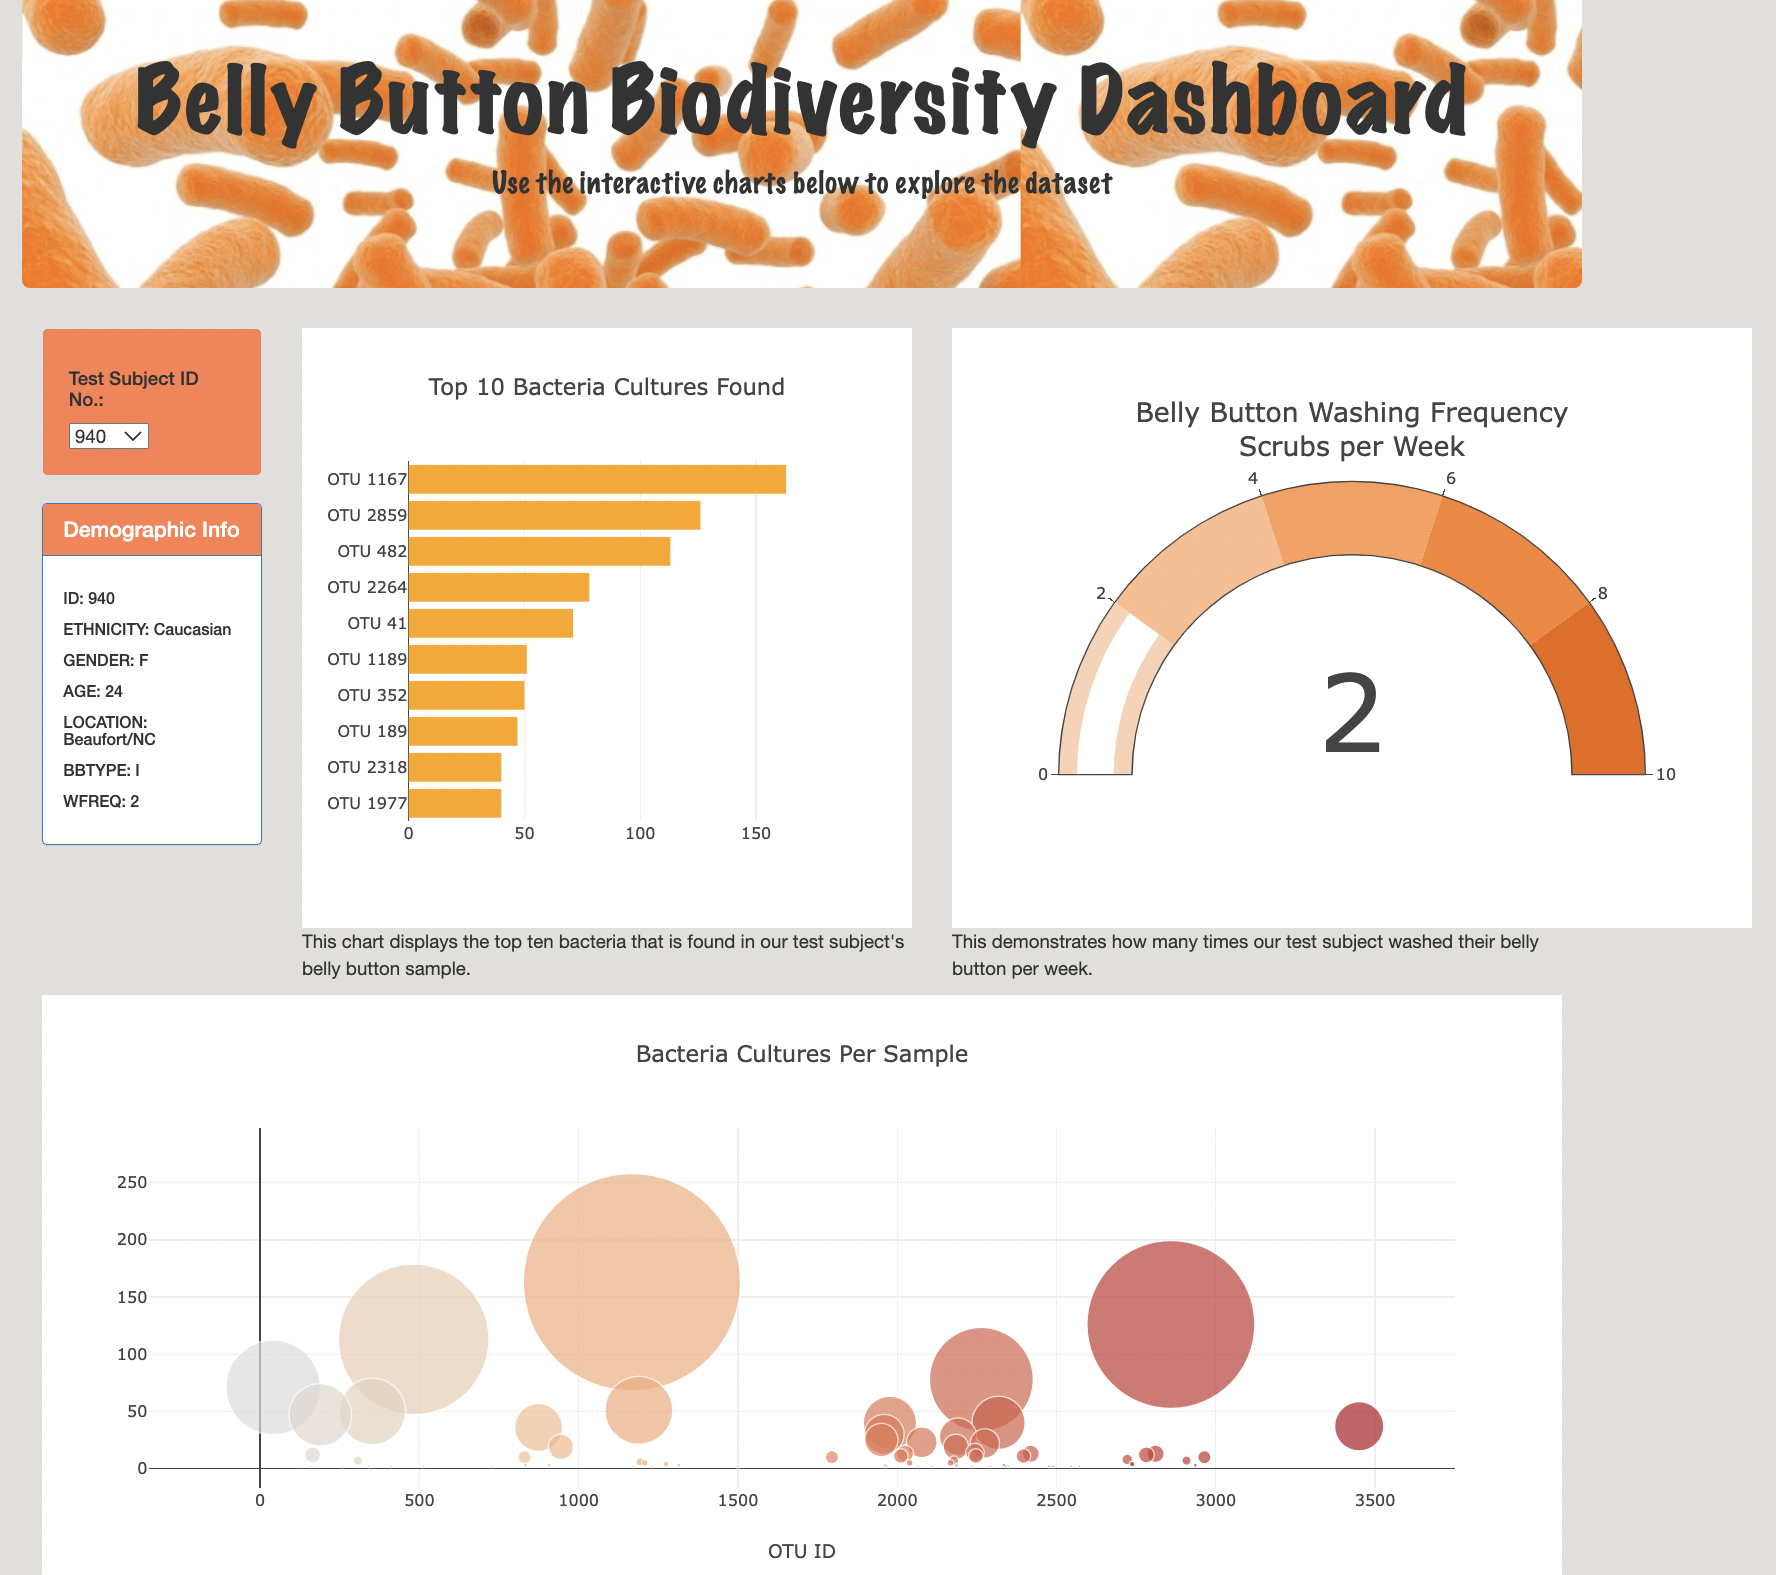 Belly Button Biodiversity Dashboard
Use the interactive charts below to explore the dataset
Test Subject ID
No.:
940
Demographic Info
ID: 940
ETHNICITY: Caucasian
GENDER: F
AGE: 24
LOCATION:
Beaufort/NC
BBTYPE: I
WFREQ: 2
Top 10 Bacteria Cultures Found
OTU 1167
OTU 2859
OTU 482
OTU 2264
OTU 41
OTU 1189
OTU 352
OTU 189
OTU 2318
OTU 1977
0 50 100 150
This chart displays the top ten bacteria that is found in our test subject's
belly button sample.
Belly Button Washing Frequency
Scrubs per Week
4 6
2 8
2
0 10
This demonstrates how many times our test subject washed their belly
button per week.
Bacteria Cultures Per Sample
250
200
150
100
50
0
0 500 1000 1500 2000 2500 3000 3500
OTU ID